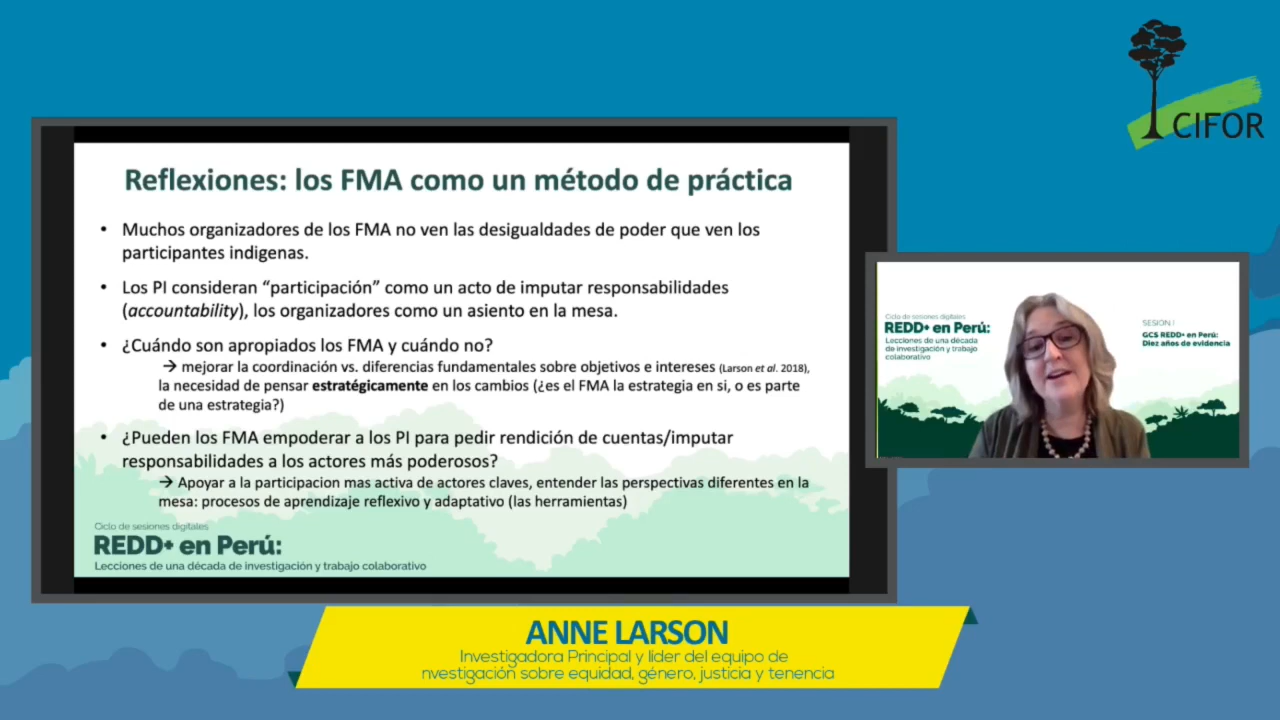 CIFOR
Reflexiones: los FMA como un método de práctica
• Muchos organizadores de los FMA no ven las desigualdades de poder que ven los
participantes indigenas.
• Los PI consideran “participación” como un acto de imputar responsabilidades
(accountability), los organizadores como un asiento en la mesa.
• ¿Cuándo son apropiados los FMA y cuándo no?
→ mejorar la coordinación vs. diferencias fundamentales sobre objetivos e intereses (Larson et al. 2018),
la necesidad de pensar estratégicamente en los cambios (¿es el FMA la estrategia en si, o es parte
de una estrategia?)
• ¿Pueden los FMA empoderar a los PI para pedir rendición de cuentas/imputar
responsabilidades a los actores más poderosos?
→ Apoyar a la participacion mas activa de actores claves, entender las perspectivas diferentes en la
mesa: procesos de aprendizaje reflexivo y adaptativo (las herramientas)
Ciclo de sesiones digitales
REDD+ en Perú:
Lecciones de una década de investigación y trabajo colaborativo
Ciclo de sesiones digitales
REDD+ en Perú:
Lecciones de una década
de investigación y trabajo
colaborativo
SESION I
GCS REDD+ en Perú:
Diez años de evidencia
ANNE LARSON
Investigadora Principal y líder del equipo de
nvestigación sobre equidad, género, justicia y tenencia